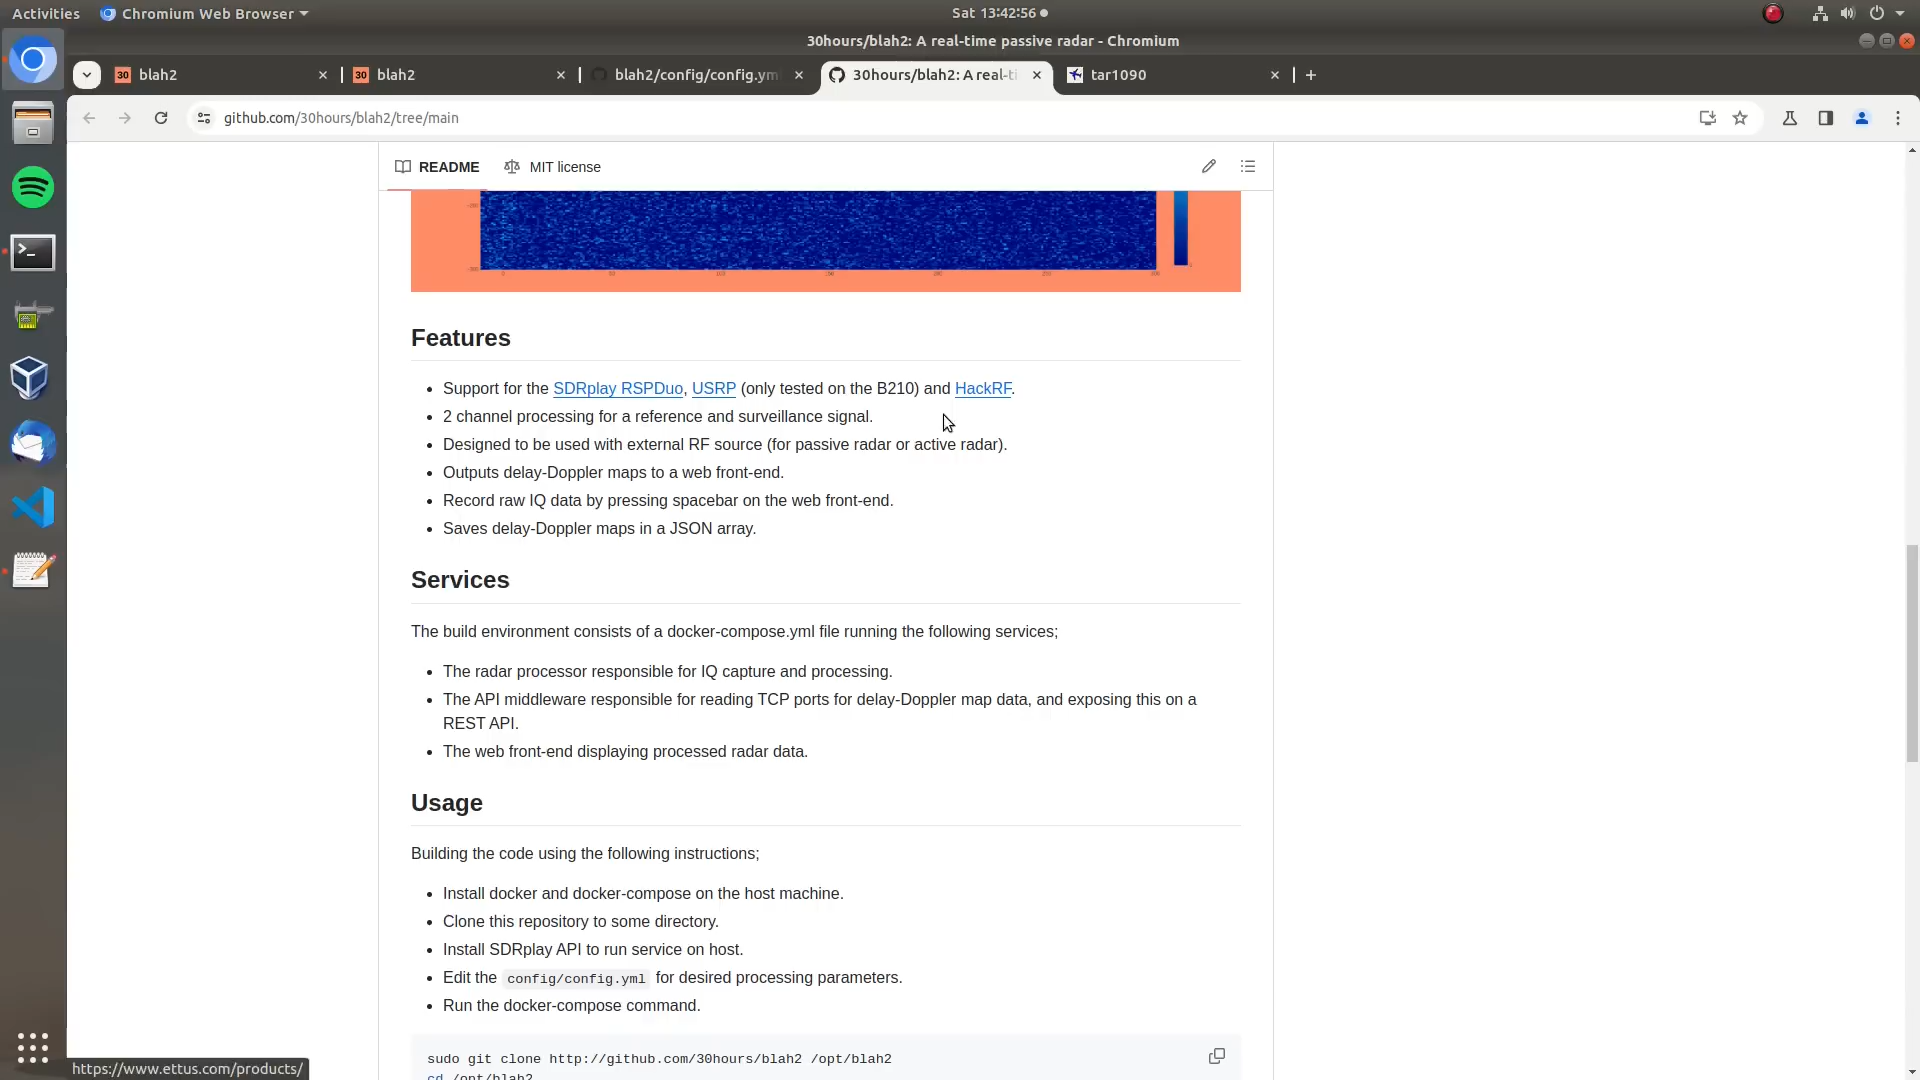 Activities
Chromium Web Browser
Sat 13:42:56
30hours/blah2: A real-time passive radar - Chromium
30 blah2
30 blah2
blah2/config/config.ym
30hours/blah2: A real-ti
tar1090
github.com/30hours/blah2/tree/main
README
MIT license
Features
Support for the SDRplay RSPDuo, USRP (only tested on the B210) and HackRF.
2 channel processing for a reference and surveillance signal.
Designed to be used with external RF source (for passive radar or active radar).
Outputs delay-Doppler maps to a web front-end.
Record raw IQ data by pressing spacebar on the web front-end.
Saves delay-Doppler maps in a JSON array.
Services
The build environment consists of a docker-compose.yml file running the following services;
The radar processor responsible for IQ capture and processing.
The API middleware responsible for reading TCP ports for delay-Doppler map data, and exposing this on a
REST API.
The web front-end displaying processed radar data.
Usage
Building the code using the following instructions;
Install docker and docker-compose on the host machine.
Clone this repository to some directory.
Install SDRplay API to run service on host.
Edit the config/config.yml for desired processing parameters.
Run the docker-compose command.
sudo git clone http://github.com/30hours/blah2 /opt/blah2
cd /opt/blah2
https://www.ettus.com/products/